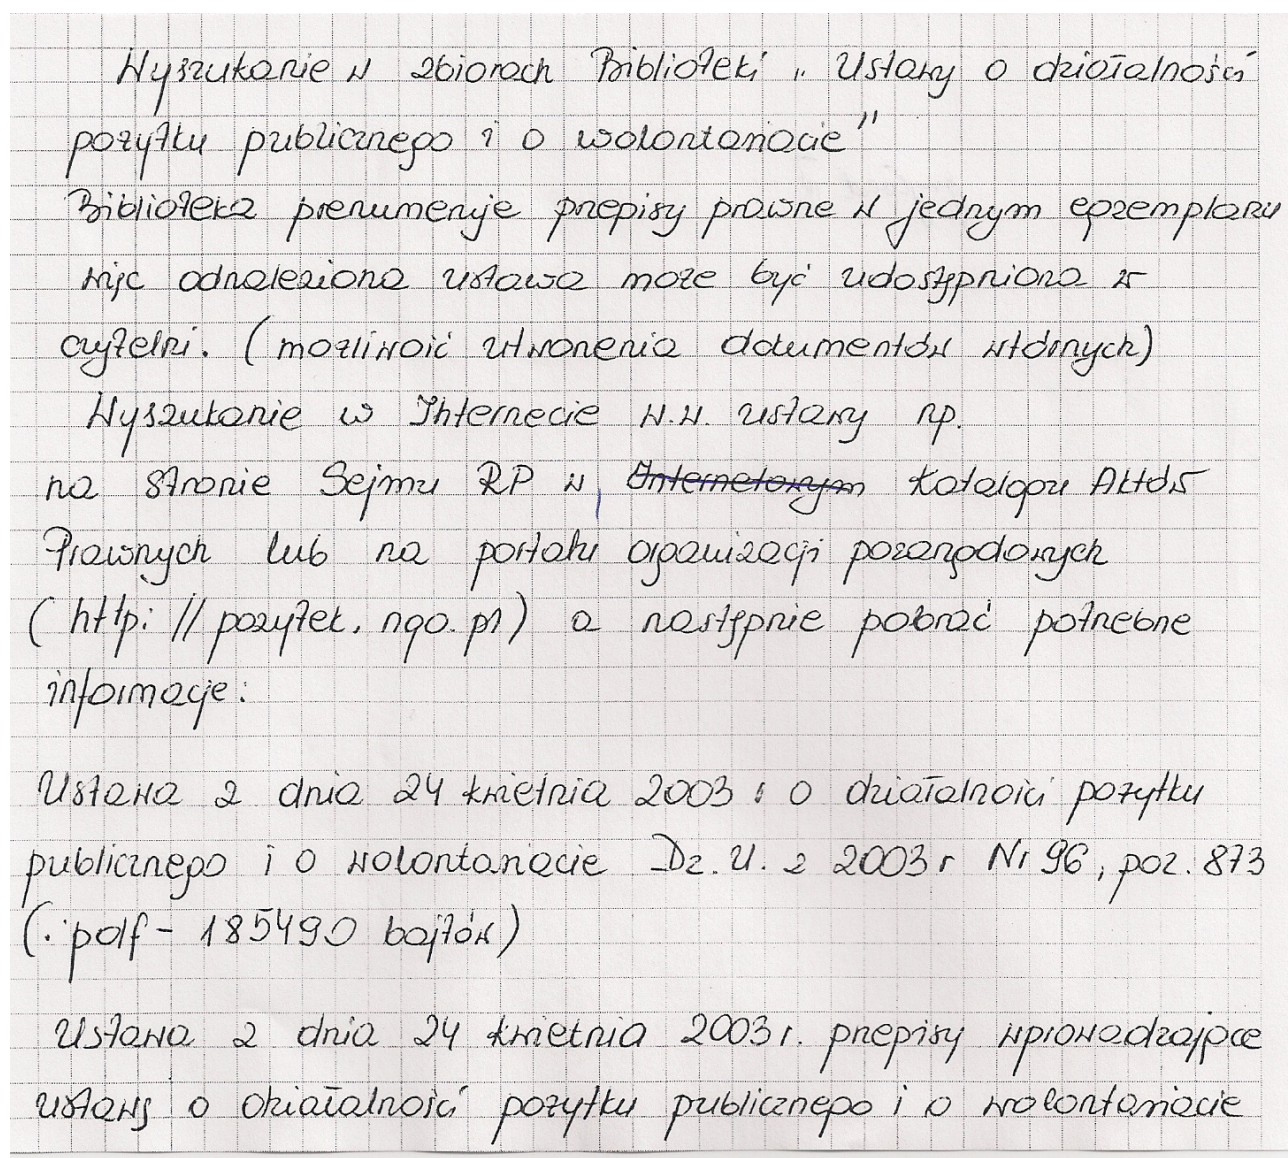 Wyszukanie w zbiorach Biblioteki „Ustawy o działalności
pożytku publicznego i o wolontariacie"
Biblioteka prenumeruje przepisy prawne w jednym egzemplarzu
więc odnaleziona ustawa może być udostępniona w
czytelni. (możliwość utworzenia dokumentów wtórnych)
Wyszukanie w Internecie w.w. ustawy np.
na stronie Sejmu RP w Internetowym Katalogu Aktów
Prawnych lub na portalu organizacji pozarządowych
(http://pozytek.ngo.pl) a następnie pobrać potrzebne
informacje:
Ustawa z dnia 24 kwietnia 2003 r o działalności pożytku
publicznego i o wolontariacie Dz. U. z 2003 r Nr 96, poz. 873
(.pdf - 185490 bajtów)
Ustawa z dnia 24 kwietnia 2003 r. przepisy wprowadzające
ustawę o działalności pożytku publicznego i o wolontariacie